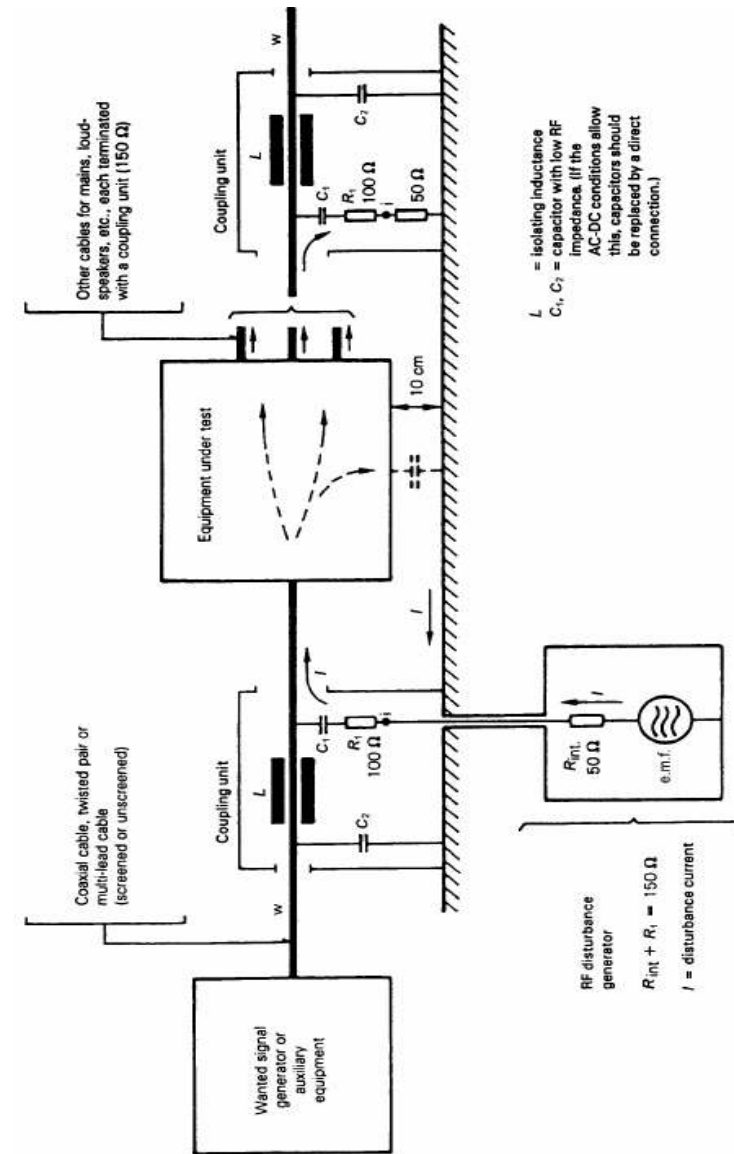 Coaxial cable, twisted pair or
multi-lead cable
(screened or unscreened)
Other cables for mains, loud-
speakers, etc., each terminated
with a coupling unit (150 Ω)
Wanted signal
generator or
auxiliary
equipment
w
Coupling unit
L
C₂
C₁
R₁
100 Ω
i
I
Equipment under test
10 cm
I
Coupling unit
L
w
C₁
R₁
100 Ω
i
50 Ω
C₂
RF disturbance
generator
R_int + R₁ = 150 Ω
I = disturbance current
R_int.
50 Ω
I
e.m.f.
L = isolating inductance
C₁, C₂ = capacitor with low RF
impedance. (If the
AC-DC conditions allow
this, capacitors should
be replaced by a direct
connection.)